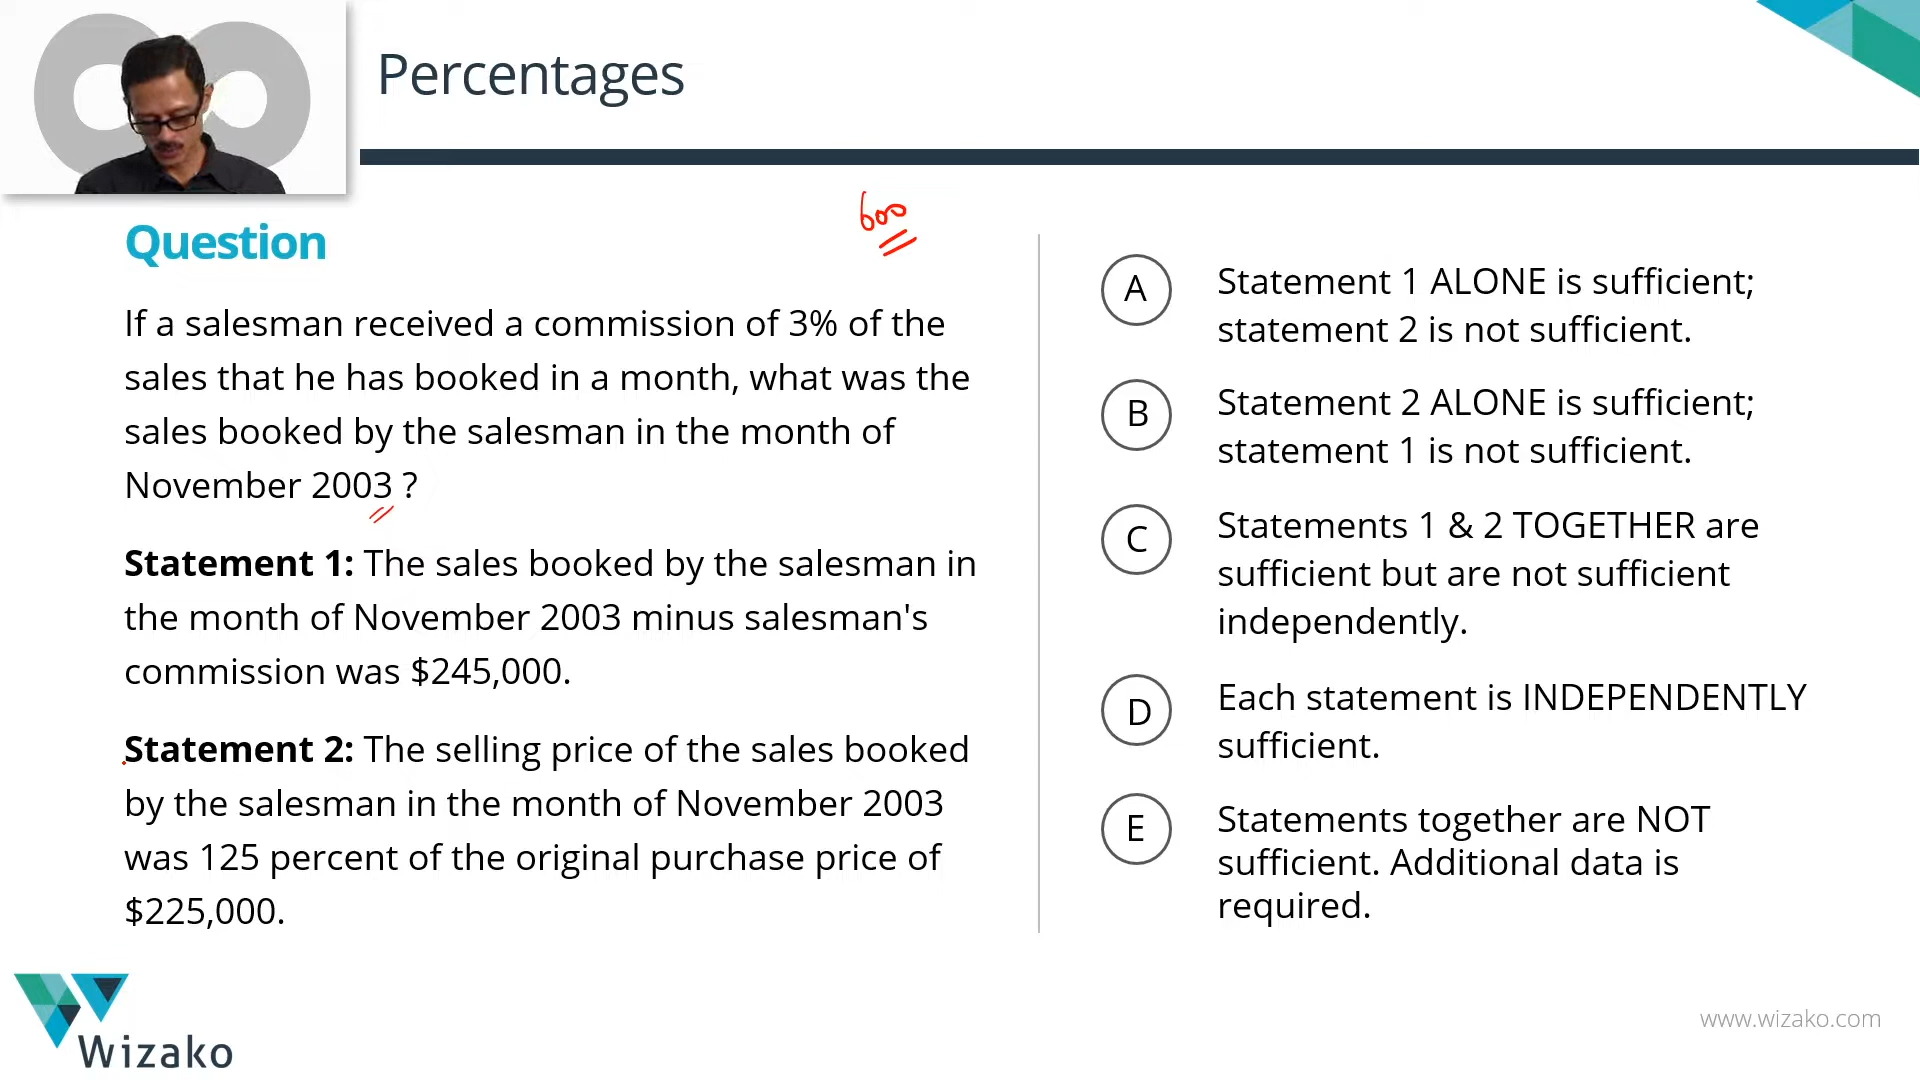 Percentages
600
Question
If a salesman received a commission of 3% of the
sales that he has booked in a month, what was the
sales booked by the salesman in the month of
November 2003 ?
Statement 1: The sales booked by the salesman in
the month of November 2003 minus salesman's
commission was $245,000.
Statement 2: The selling price of the sales booked
by the salesman in the month of November 2003
was 125 percent of the original purchase price of
$225,000.
A
Statement 1 ALONE is sufficient;
statement 2 is not sufficient.
B
Statement 2 ALONE is sufficient;
statement 1 is not sufficient.
C
Statements 1 & 2 TOGETHER are
sufficient but are not sufficient
independently.
D
Each statement is INDEPENDENTLY
sufficient.
E
Statements together are NOT
sufficient. Additional data is
required.
Wizako
www.wizako.com